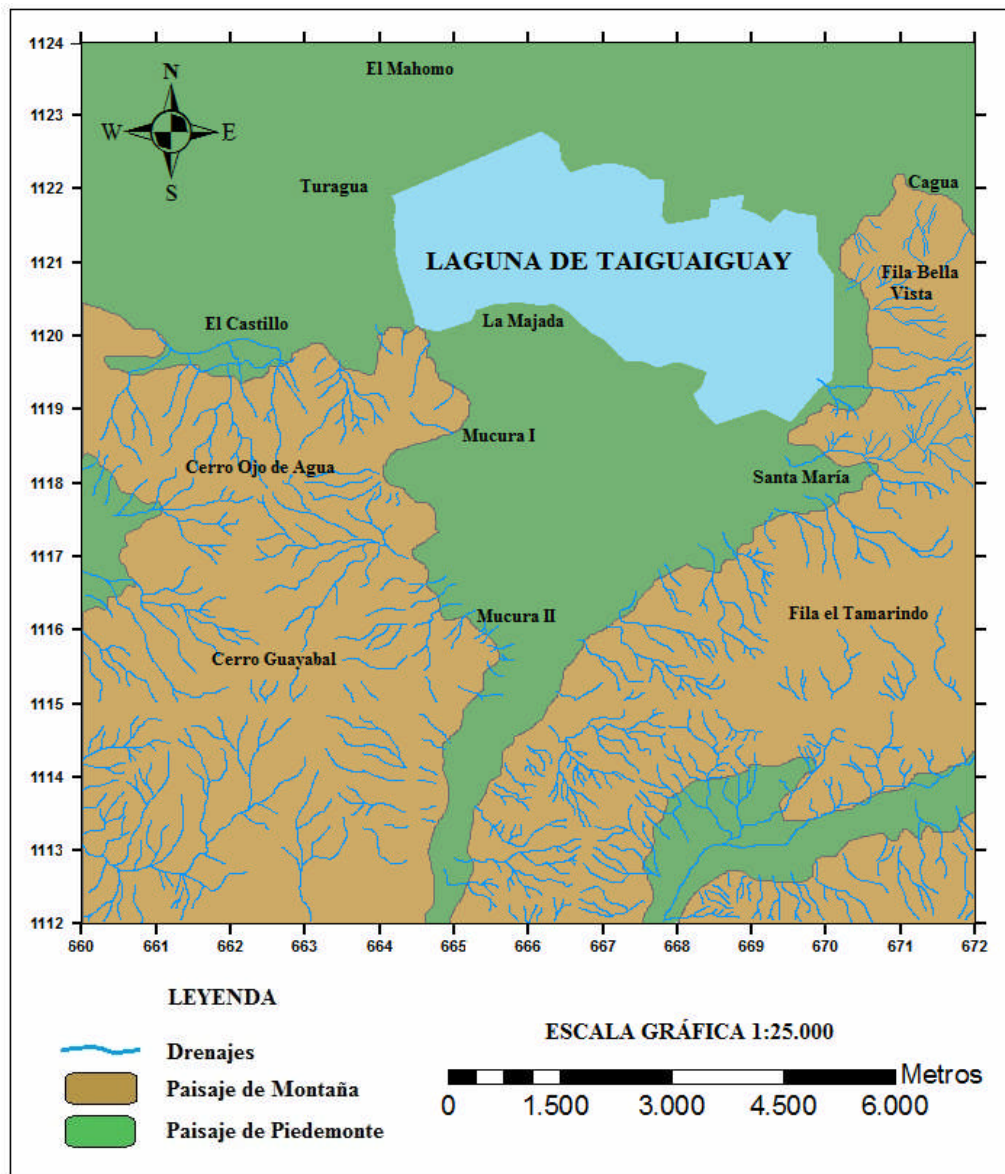 1124
El Mahomo
N
1123
W E
S
1122
Turagua
Cagua
1121
LAGUNA DE TAIGUAIGUAY
Fila Bella
Vista
El Castillo
La Majada
1120
1119
Mucura I
Cerro Ojo de Agua
Santa María
1118
1117
Mucura II
Fila el Tamarindo
1116
Cerro Guayabal
1115
1114
1113
1112
660 661 662 663 664 665 666 667 668 669 670 671 672
LEYENDA
Drenajes
Paisaje de Montaña
Paisaje de Piedemonte
ESCALA GRÁFICA 1:25.000
Metros
0 1.500 3.000 4.500 6.000